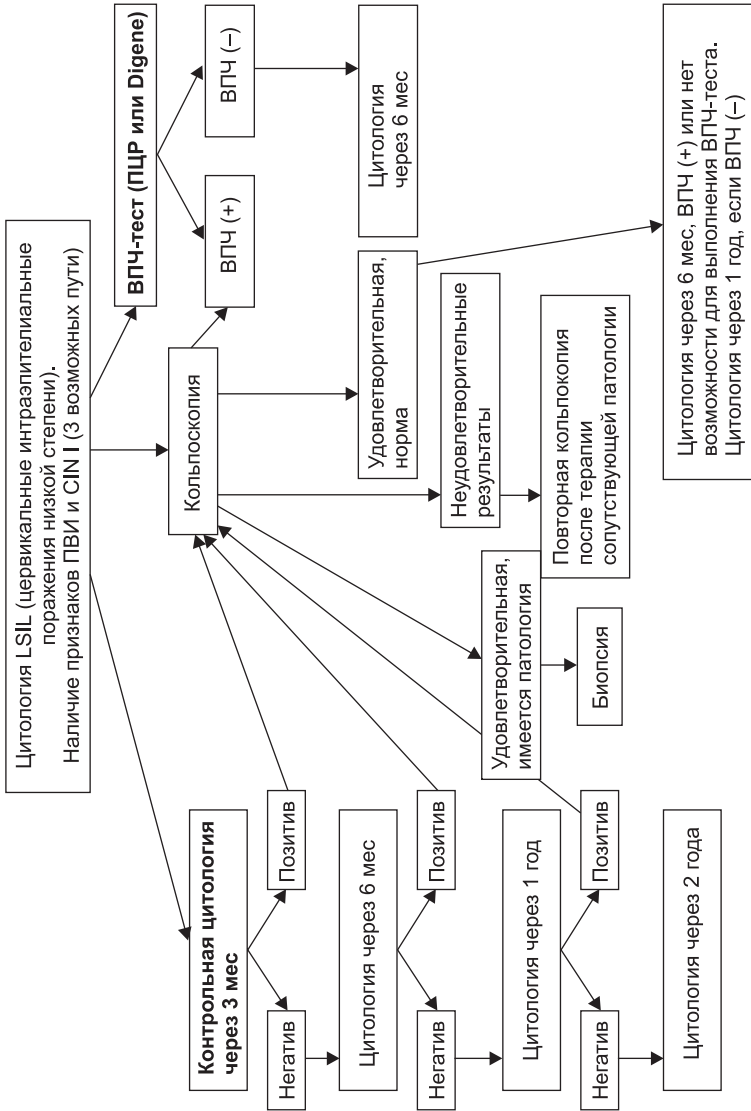 Цитология LSIL (цервикальные интраэпителиальные
поражения низкой степени).
Наличие признаков ПВИ и CIN I (3 возможных пути)
Контрольная цитология
через 3 мес
Негатив
Позитив
Цитология через 6 мес
Негатив
Позитив
Цитология через 1 год
Негатив
Позитив
Цитология через 2 года
Кольпоскопия
Удовлетворительная,
имеется патология
Биопсия
Неудовлетворительные
результаты
Повторная кольпокопия
после терапии
сопутствующей патологии
Удовлетворительная,
норма
Цитология через 6 мес, ВПЧ (+) или нет
возможности для выполнения ВПЧ-теста.
Цитология через 1 год, если ВПЧ (–)
ВПЧ-тест (ПЦР или Digene)
ВПЧ (+)
ВПЧ (–)
Цитология
через 6 мес